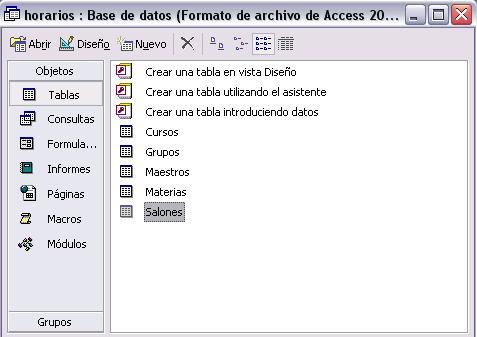 horarios : Base de datos (Formato de archivo de Access 20...
Abrir Diseño Nuevo
Objetos
Tablas
Consultas
Formula...
Informes
Páginas
Macros
Módulos
Grupos
Crear una tabla en vista Diseño
Crear una tabla utilizando el asistente
Crear una tabla introduciendo datos
Cursos
Grupos
Maestros
Materias
Salones